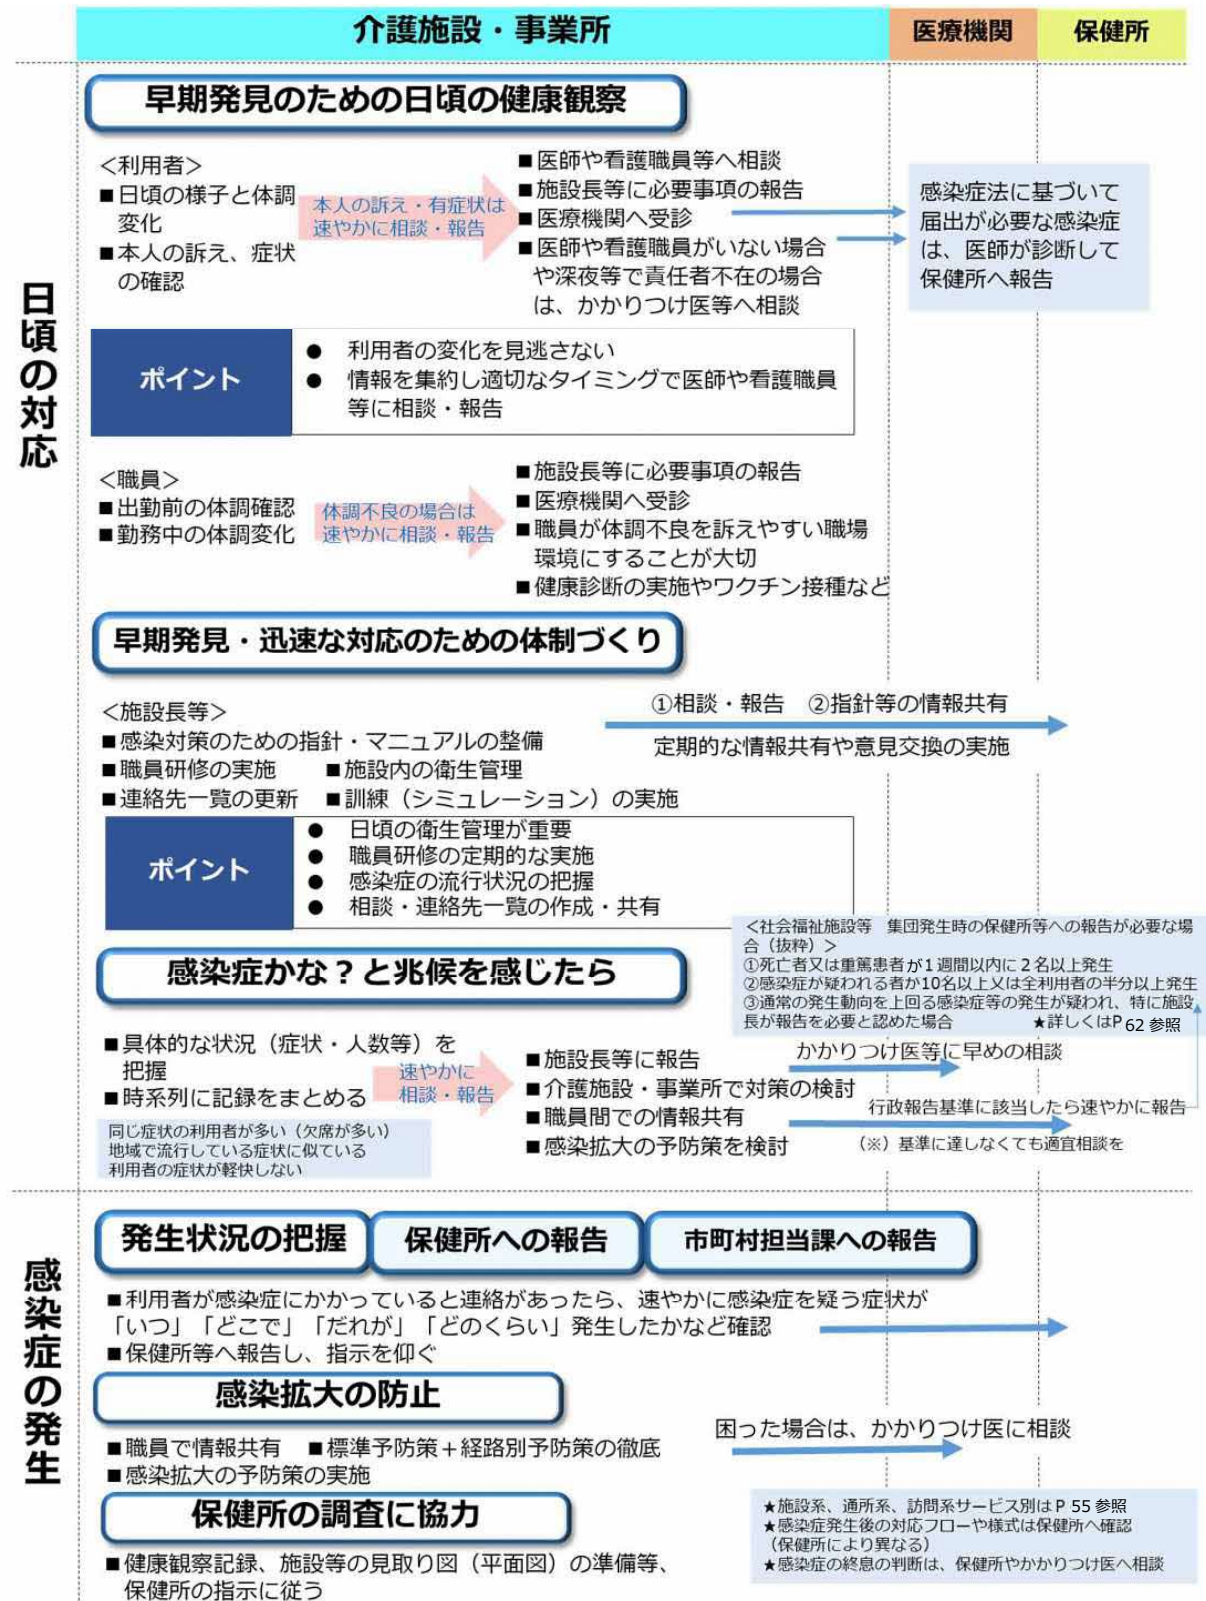 介護施設・事業所
医療機関
保健所
日頃の対応
早期発見のための日頃の健康観察
＜利用者＞
■日頃の様子と体調
変化
■本人の訴え、症状
の確認
本人の訴え・有症状は
速やかに相談・報告
■医師や看護職員等へ相談
■施設長等に必要事項の報告
■医療機関へ受診
■医師や看護職員がいない場合
や深夜等で責任者不在の場合
は、かかりつけ医等へ相談
感染症法に基づいて
届出が必要な感染症
は、医師が診断して
保健所へ報告
ポイント
● 利用者の変化を見逃さない
● 情報を集約し適切なタイミングで医師や看護職員
等に相談・報告
＜職員＞
■出勤前の体調確認
■勤務中の体調変化
体調不良の場合は
速やかに相談・報告
■施設長等に必要事項の報告
■医療機関へ受診
■職員が体調不良を訴えやすい職場
環境にすることが大切
■健康診断の実施やワクチン接種など
早期発見・迅速な対応のための体制づくり
＜施設長等＞
■感染対策のための指針・マニュアルの整備
■職員研修の実施 ■施設内の衛生管理
■連絡先一覧の更新 ■訓練（シミュレーション）の実施
①相談・報告 ②指針等の情報共有
定期的な情報共有や意見交換の実施
ポイント
● 日頃の衛生管理が重要
● 職員研修の定期的な実施
● 感染症の流行状況の把握
● 相談・連絡先一覧の作成・共有
＜社会福祉施設等 集団発生時の保健所等への報告が必要な場
合（抜粋）＞
①死亡者又は重篤患者が1週間以内に2名以上発生
②感染症が疑われる者が10名以上又は全利用者の半分以上発生
③通常の発生動向を上回る感染症等の発生が疑われ、特に施設
長が報告を必要と認めた場合 ★詳しくはP 62 参照
感染症かな？と兆候を感じたら
■具体的な状況（症状・人数等）を
把握
■時系列に記録をまとめる
速やかに
相談・報告
■施設長等に報告
■介護施設・事業所で対策の検討
■職員間での情報共有
■感染拡大の予防策を検討
かかりつけ医等に早めの相談
行政報告基準に該当したら速やかに報告
（※）基準に達しなくても適宜相談を
同じ症状の利用者が多い（欠席が多い）
地域で流行している症状に似ている
利用者の症状が軽快しない
感染症の発生
発生状況の把握
保健所への報告
市町村担当課への報告
■利用者が感染症にかかっていると連絡があったら、速やかに感染症を疑う症状が
「いつ」「どこで」「だれが」「どのくらい」発生したかなど確認
■保健所等へ報告し、指示を仰ぐ
感染拡大の防止
■職員で情報共有 ■標準予防策＋経路別予防策の徹底
■感染拡大の予防策の実施
困った場合は、かかりつけ医に相談
保健所の調査に協力
■健康観察記録、施設等の見取り図（平面図）の準備等、
保健所の指示に従う
★施設系、通所系、訪問系サービス別はP 55 参照
★感染症発生後の対応フローや様式は保健所へ確認
（保健所により異なる）
★感染症の終息の判断は、保健所やかかりつけ医へ相談